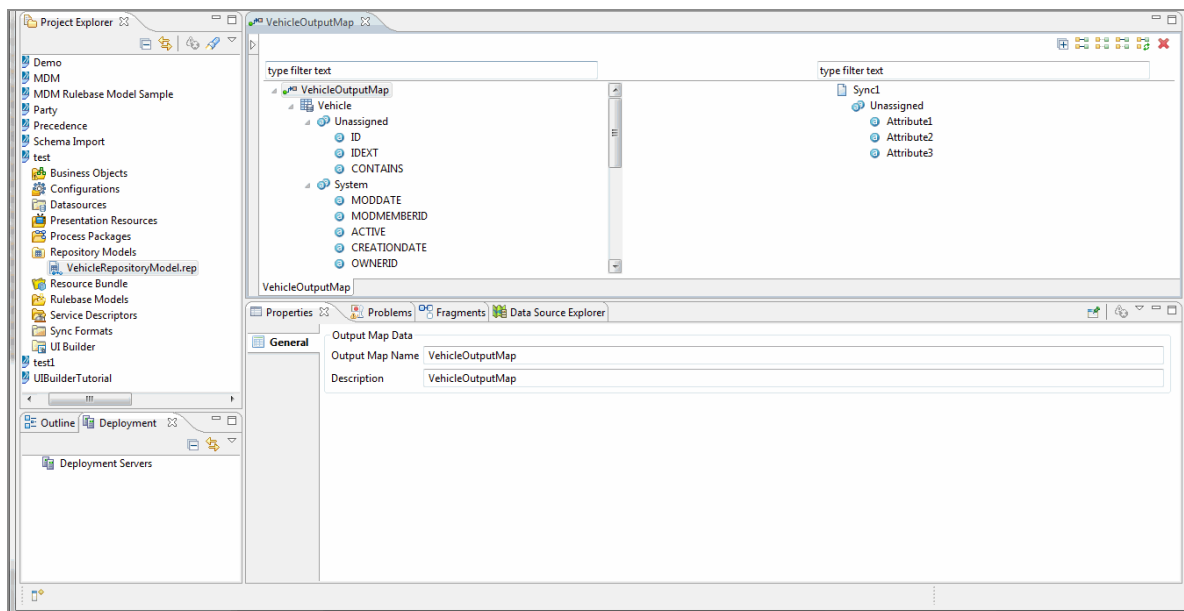 Project Explorer
Demo
MDM
MDM Rulebase Model Sample
Party
Precedence
Schema Import
test
Business Objects
Configurations
Datasources
Presentation Resources
Process Packages
Repository Models
VehicleRepositoryModel.rep
Resource Bundle
Rulebase Models
Service Descriptors
Sync Formats
UI Builder
test1
UIBuilderTutorial
Outline Deployment
Deployment Servers
VehicleOutputMap
type filter text
VehicleOutputMap
Vehicle
Unassigned
ID
IDEXT
CONTAINS
System
MODDATE
MODMEMBERID
ACTIVE
CREATIONDATE
OWNERID
type filter text
Sync1
Unassigned
Attribute1
Attribute2
Attribute3
VehicleOutputMap
Properties Problems Fragments Data Source Explorer
General
Output Map Data
Output Map Name VehicleOutputMap
Description VehicleOutputMap